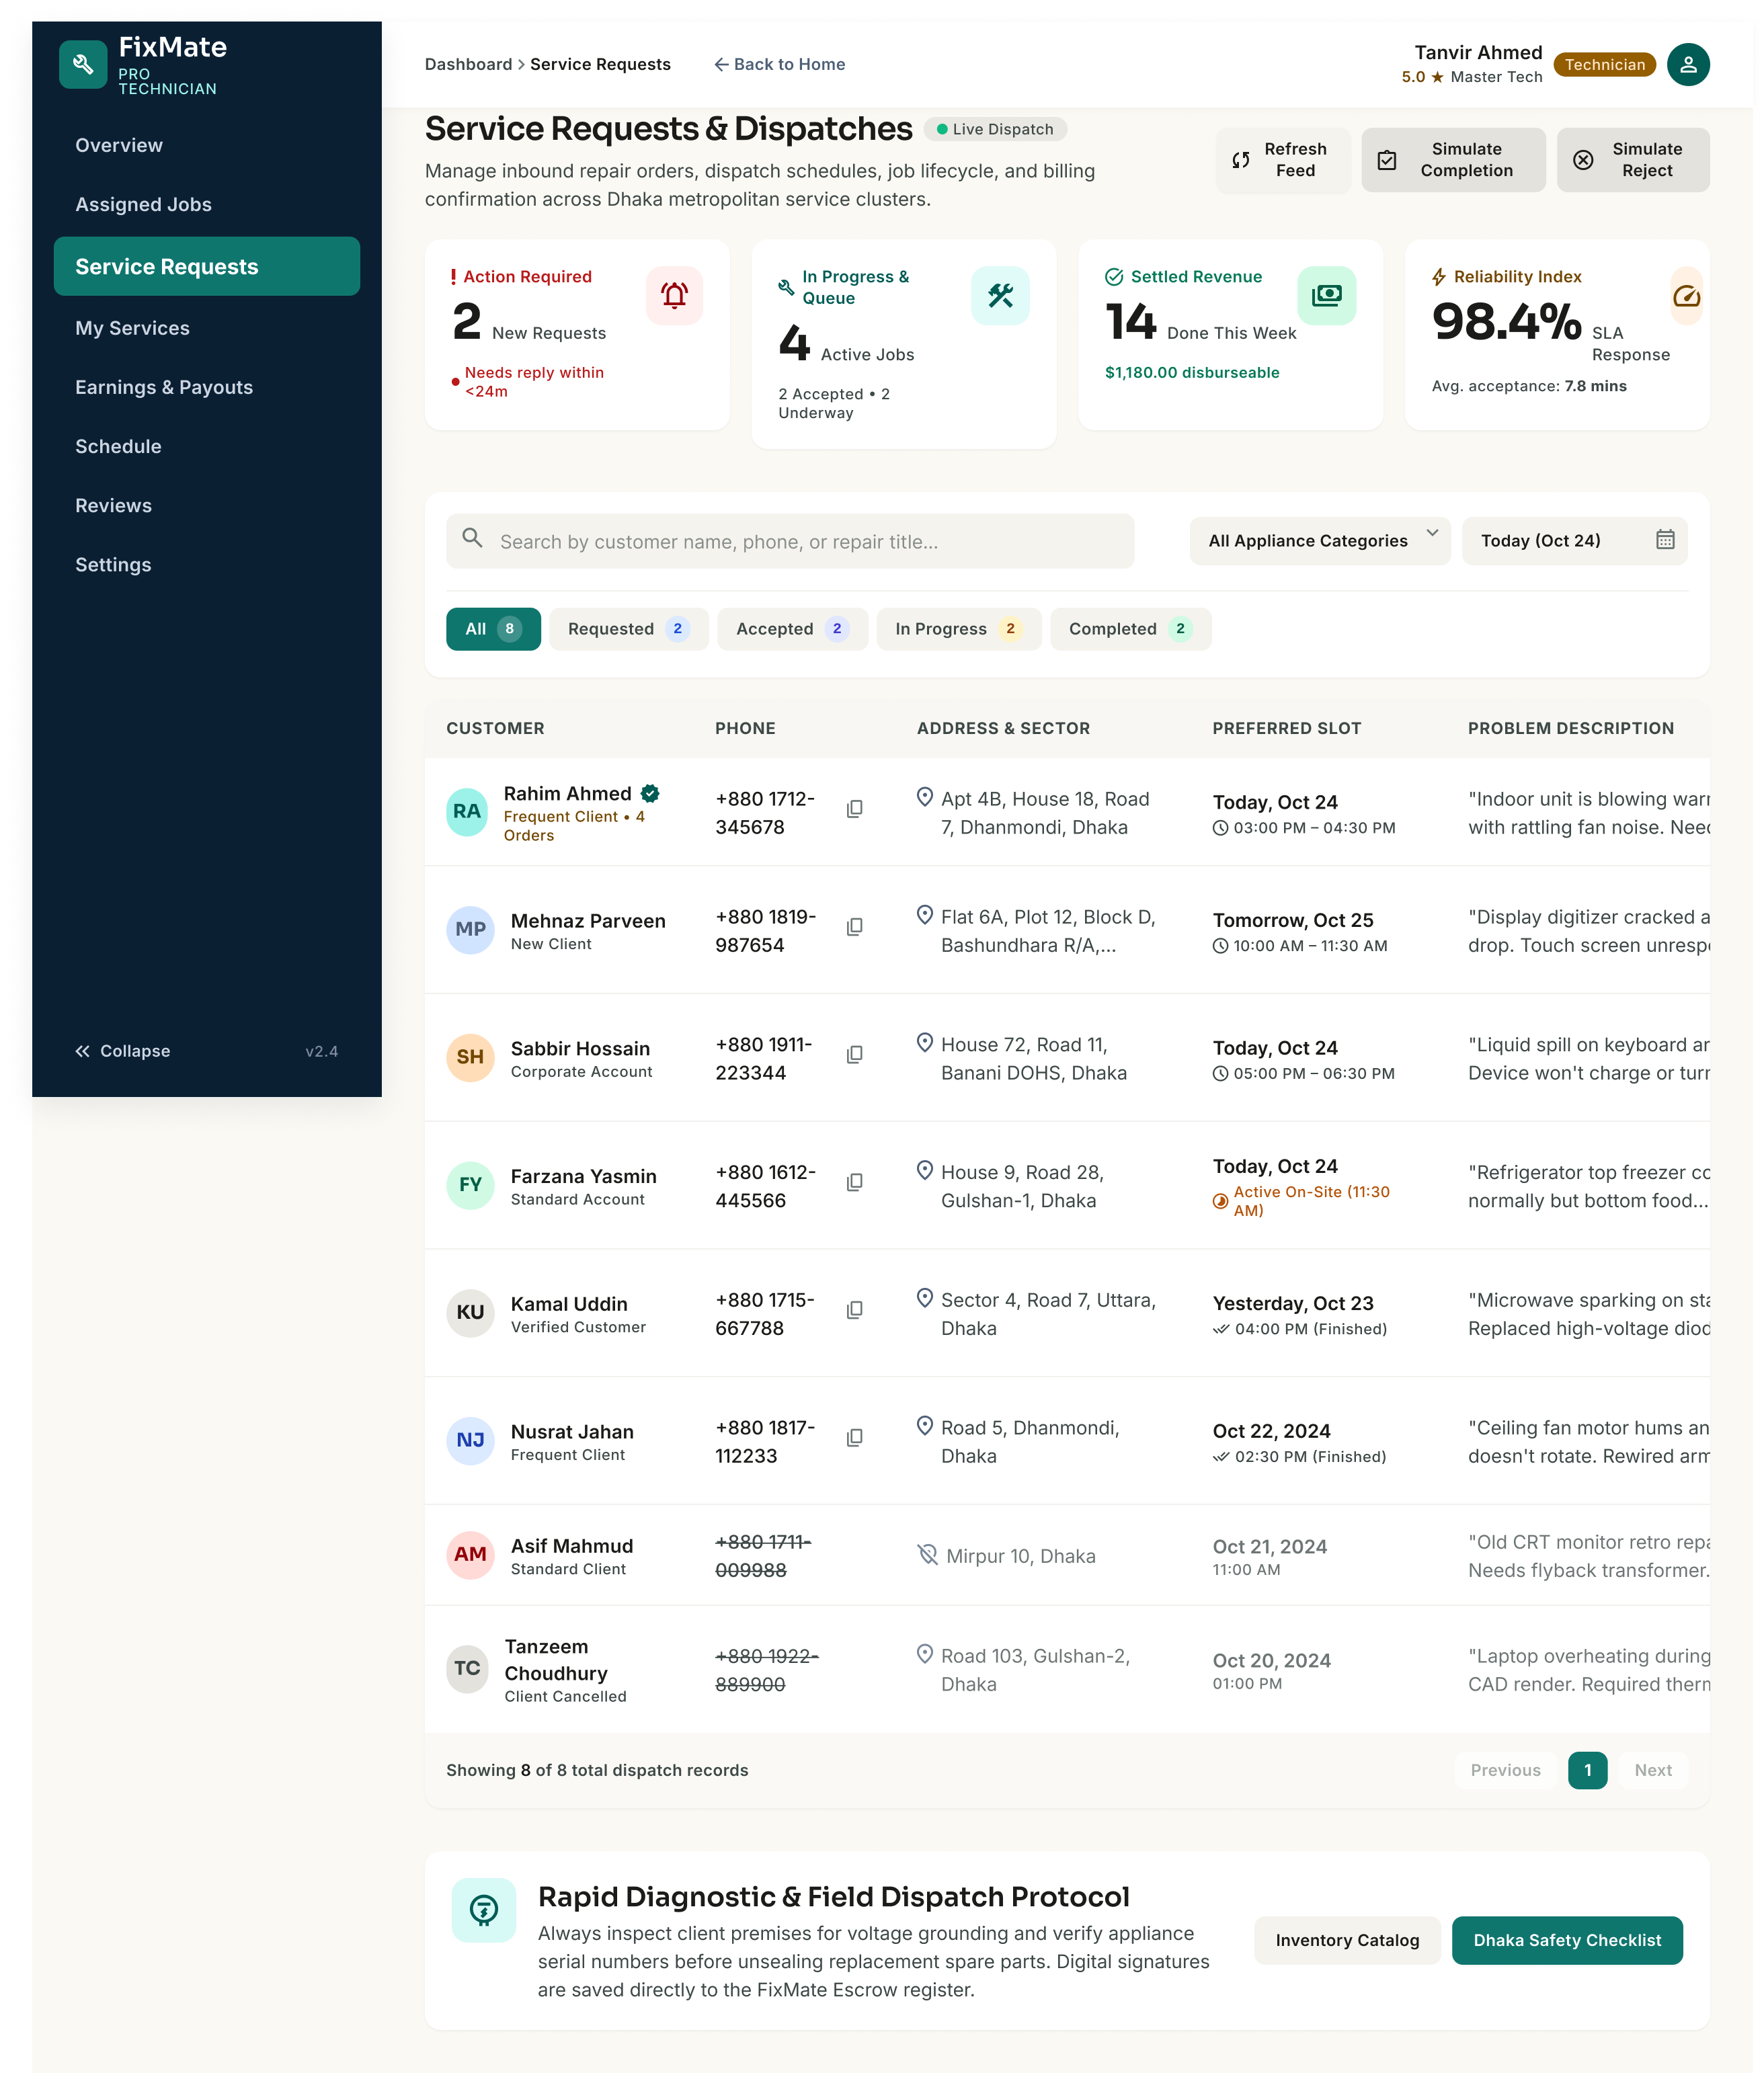 FixMate
PRO
TECHNICIAN
Overview
Assigned Jobs
Service Requests
My Services
Earnings & Payouts
Schedule
Reviews
Settings
Collapse
v2.4
Dashboard
Service Requests
Back to Home
Tanvir Ahmed
5.0 ★ Master Tech
Technician
Service Requests & Dispatches
Live Dispatch
Manage inbound repair orders, dispatch schedules, job lifecycle, and billing
confirmation across Dhaka metropolitan service clusters.
Refresh
Feed
Simulate
Completion
Simulate
Reject
Action Required
2 New Requests
Needs reply within
<24m
In Progress &
Queue
4 Active Jobs
2 Accepted • 2
Underway
Settled Revenue
14 Done This Week
$1,180.00 disburseable
Reliability Index
98.4% SLA
Response
Avg. acceptance: 7.8 mins
Search by customer name, phone, or repair title...
All Appliance Categories
Today (Oct 24)
All 8
Requested 2
Accepted 2
In Progress 2
Completed 2
CUSTOMER
PHONE
ADDRESS & SECTOR
PREFERRED SLOT
PROBLEM DESCRIPTION
RA
Rahim Ahmed
Frequent Client • 4
Orders
+880 1712-
345678
Apt 4B, House 18, Road
7, Dhanmondi, Dhaka
Today, Oct 24
03:00 PM – 04:30 PM
"Indoor unit is blowing
with rattling fan noise.
MP
Mehnaz Parveen
New Client
+880 1819-
987654
Flat 6A, Plot 12, Block D,
Bashundhara R/A,...
Tomorrow, Oct 25
10:00 AM – 11:30 AM
"Display digitizer cracked
drop. Touch screen
SH
Sabbir Hossain
Corporate Account
+880 1911-
223344
House 72, Road 11,
Banani DOHS, Dhaka
Today, Oct 24
05:00 PM – 06:30 PM
"Liquid spill on keyboard
Device won't charge or
FY
Farzana Yasmin
Standard Account
+880 1612-
445566
House 9, Road 28,
Gulshan-1, Dhaka
Today, Oct 24
Active On-Site (11:30
AM)
"Refrigerator top freezer
normally but bottom food...
KU
Kamal Uddin
Verified Customer
+880 1715-
667788
Sector 4, Road 7, Uttara,
Dhaka
Yesterday, Oct 23
04:00 PM (Finished)
"Microwave sparking on
Replaced high-voltage
NJ
Nusrat Jahan
Frequent Client
+880 1817-
112233
Road 5, Dhanmondi,
Dhaka
Oct 22, 2024
02:30 PM (Finished)
"Ceiling fan motor hums
doesn't rotate. Rewired
AM
Asif Mahmud
Standard Client
+880 1711-
009988
Mirpur 10, Dhaka
Oct 21, 2024
11:00 AM
"Old CRT monitor retro
Needs flyback transformer.
TC
Tanzeem
Choudhury
Client Cancelled
+880 1922-
889900
Road 103, Gulshan-2,
Dhaka
Oct 20, 2024
01:00 PM
"Laptop overheating during
CAD render. Required
Showing 8 of 8 total dispatch records
Previous
1
Next
Rapid Diagnostic & Field Dispatch Protocol
Always inspect client premises for voltage grounding and verify appliance
serial numbers before unsealing replacement spare parts. Digital signatures
are saved directly to the FixMate Escrow register.
Inventory Catalog
Dhaka Safety Checklist